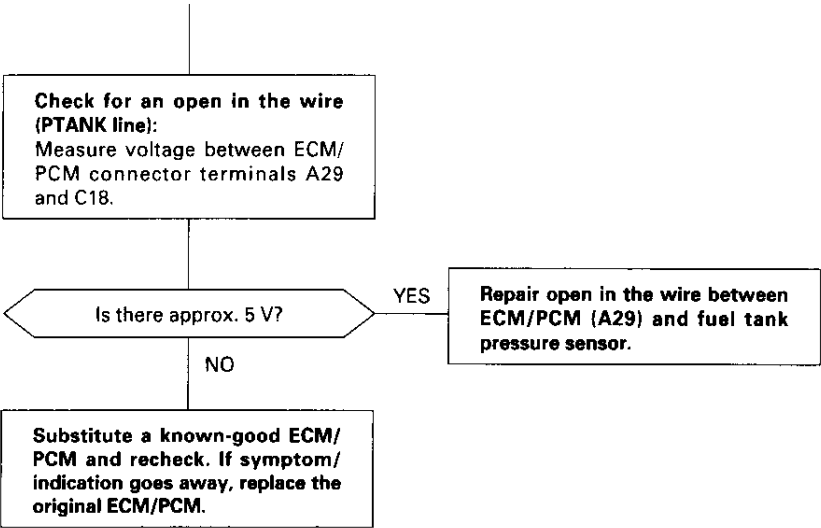 Check for an open in the wire
(PTANK line):
Measure voltage between ECM/
PCM connector terminals A29
and C18.
Is there approx. 5 V?
YES
Repair open in the wire between
ECM/PCM (A29) and fuel tank
pressure sensor.
NO
Substitute a known-good ECM/
PCM and recheck. If symptom/
indication goes away, replace the
original ECM/PCM.